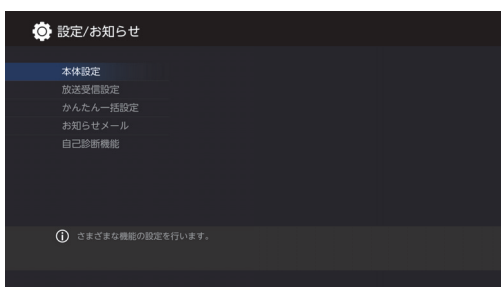 設定/お知らせ
本体設定
放送受信設定
かんたん一括設定
お知らせメール
自己診断機能
さまざまな機能の設定を行います。